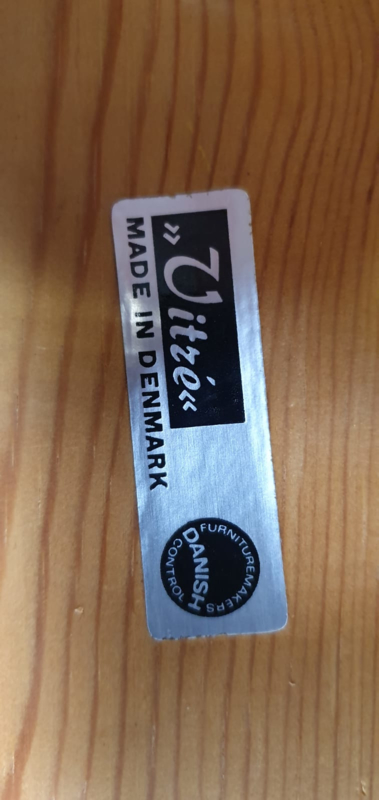 »Vitré«
MADE IN DENMARK
FURNITUREMAKERS
DANISH
CONTROL